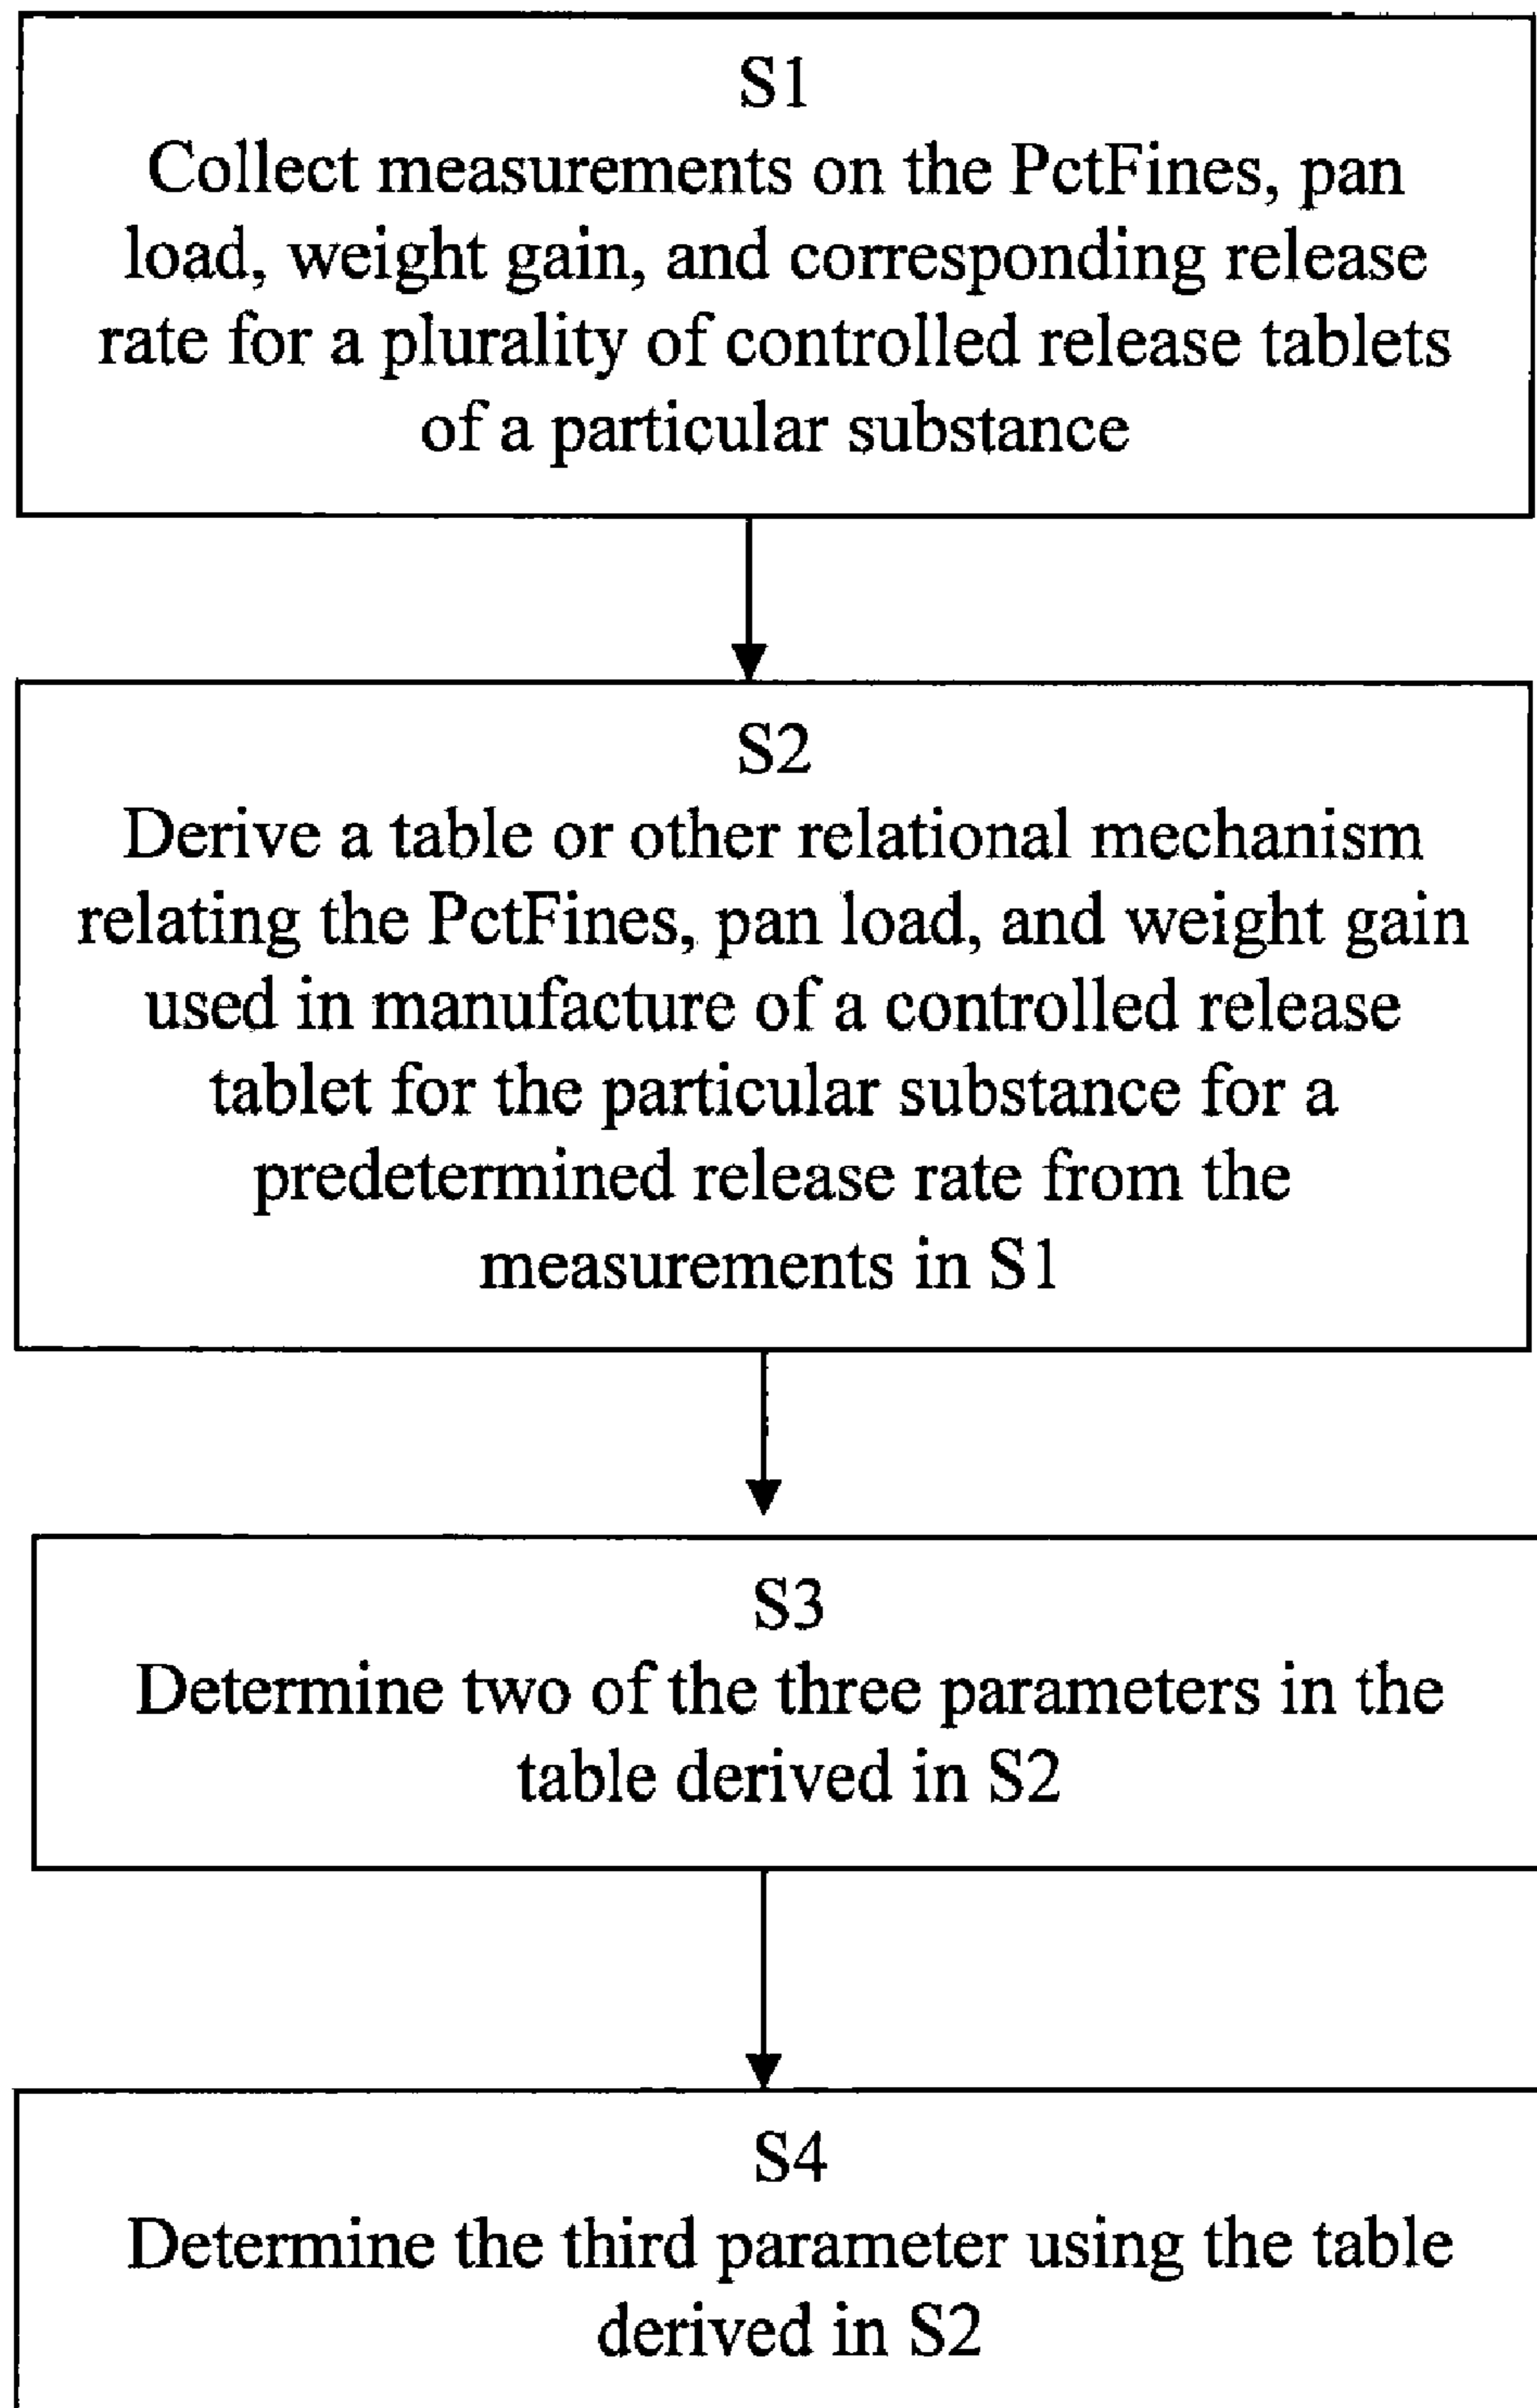 S1
Collect measurements on the PctFines, pan
load, weight gain, and corresponding release
rate for a plurality of controlled release tablets
of a particular substance
S2
Derive a table or other relational mechanism
relating the PctFines, pan load, and weight gain
used in manufacture of a controlled release
tablet for the particular substance for a
predetermined release rate from the
measurements in S1
S3
Determine two of the three parameters in the
table derived in S2
S4
Determine the third parameter using the table
derived in S2